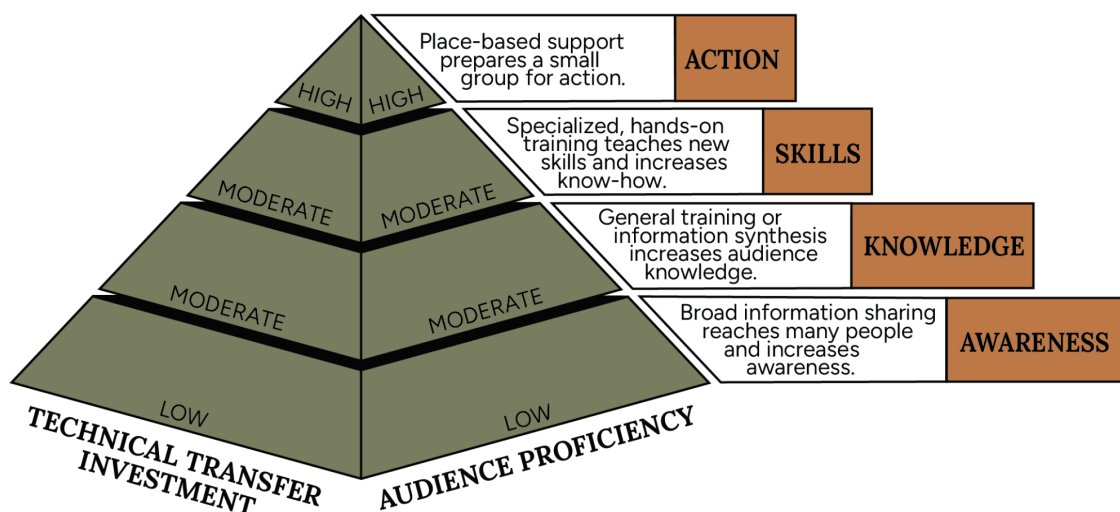 Place-based support
prepares a small
group for action.
ACTION
HIGH
HIGH
Specialized, hands-on
training teaches new
skills and increases
know-how.
SKILLS
MODERATE
MODERATE
General training or
information synthesis
increases audience
knowledge.
KNOWLEDGE
MODERATE
MODERATE
Broad information sharing
reaches many people
and increases
awareness.
AWARENESS
LOW
LOW
TECHNICAL TRANSFER
INVESTMENT
AUDIENCE PROFICIENCY